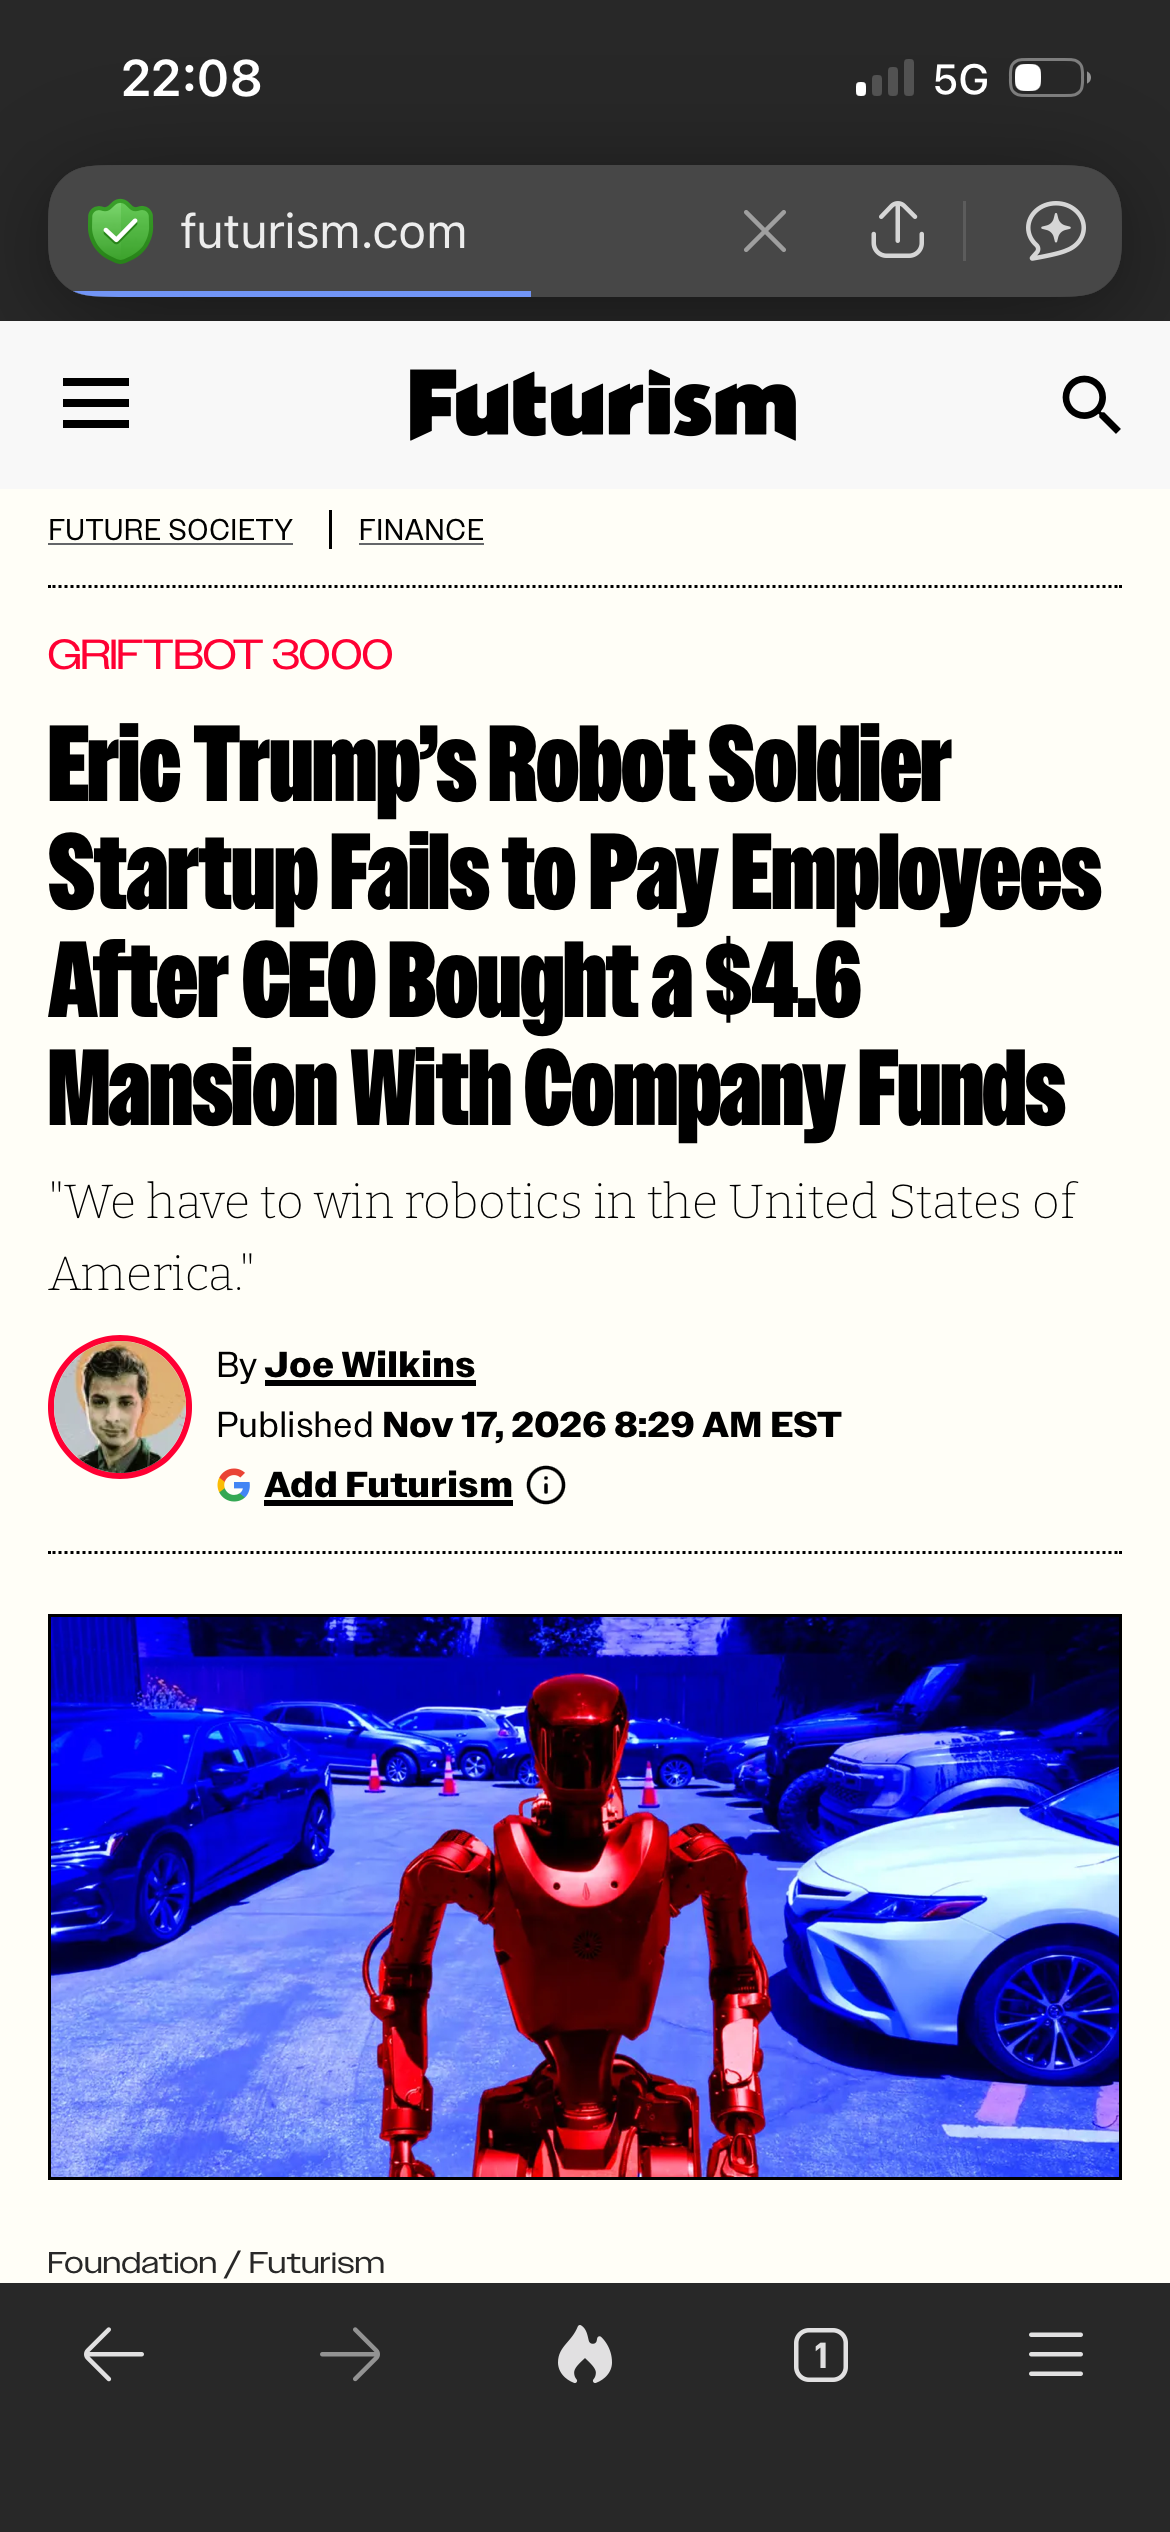 22:08
5G
futurism.com
Futurism
FUTURE SOCIETY
FINANCE
GRIFTBOT 3000
Eric Trump’s Robot Soldier
Startup Fails to Pay Employees
After CEO Bought a $4.6
Mansion With Company Funds
"We have to win robotics in the United States of
America."
By Joe Wilkins
Published Nov 17, 2026 8:29 AM EST
Add Futurism
Foundation / Futurism
1